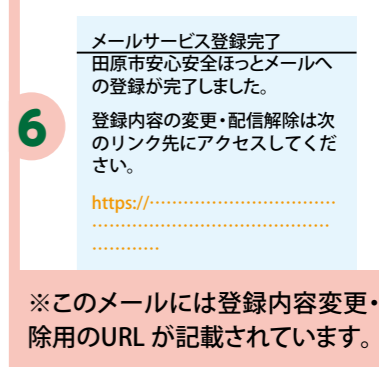 6
メールサービス登録完了
田原市安心安全ほっとメールへ
の登録が完了しました。
登録内容の変更・配信解除は次
のリンク先にアクセスしてくだ
さい。
https://……………………………
……………………………………
…………
※このメールには登録内容変更・
除用のURL が記載されています。